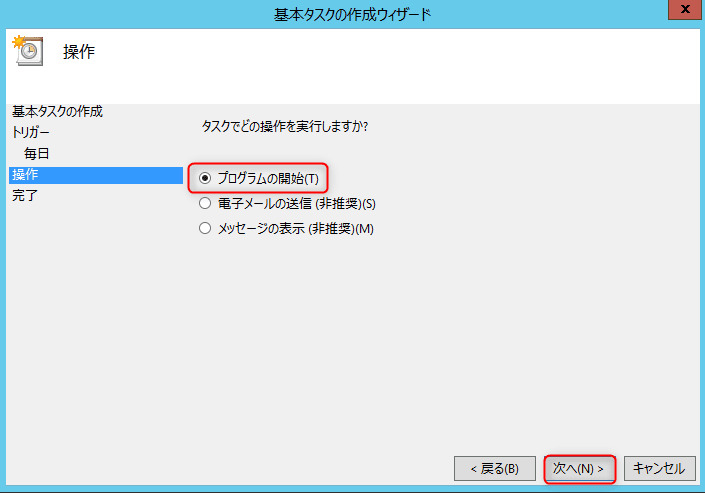 基本タスクの作成ウィザード
x
操作
基本タスクの作成
トリガー
毎日
操作
完了
タスクでどの操作を実行しますか?
プログラムの開始(T)
電子メールの送信 (非推奨)(S)
メッセージの表示 (非推奨)(M)
< 戻る(B)
次へ(N) >
キャンセル